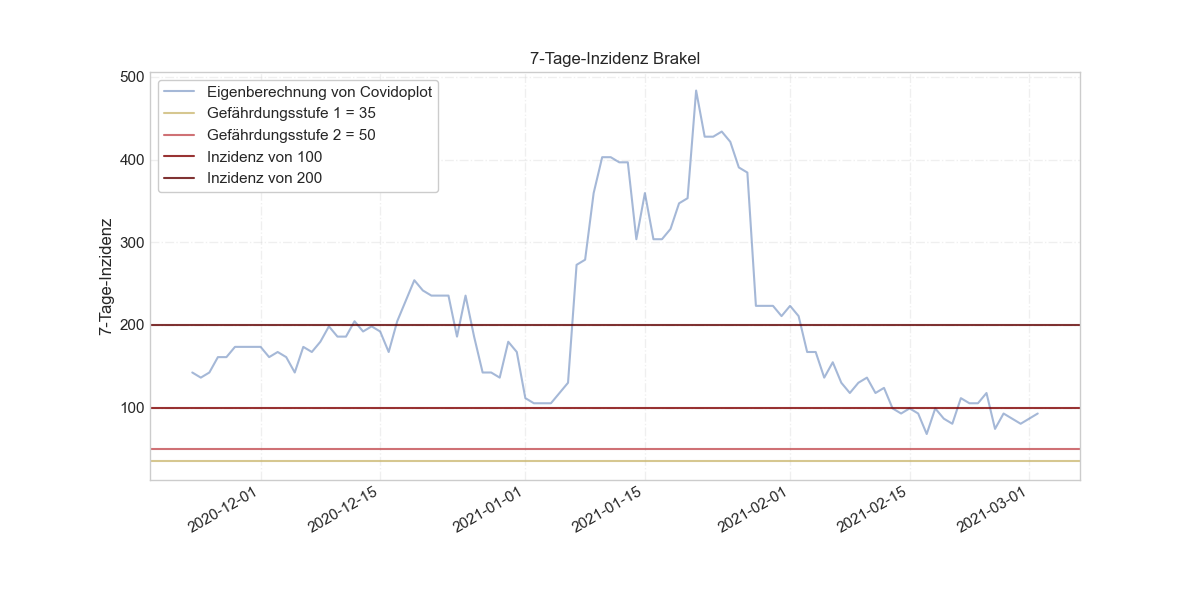 7-Tage-Inzidenz Brakel
500
400
300
200
100
7-Tage-Inzidenz
Eigenberechnung von Covidoplot
Gefährdungsstufe 1 = 35
Gefährdungsstufe 2 = 50
Inzidenz von 100
Inzidenz von 200
2020-12-01
2020-12-15
2021-01-01
2021-01-15
2021-02-01
2021-02-15
2021-03-01